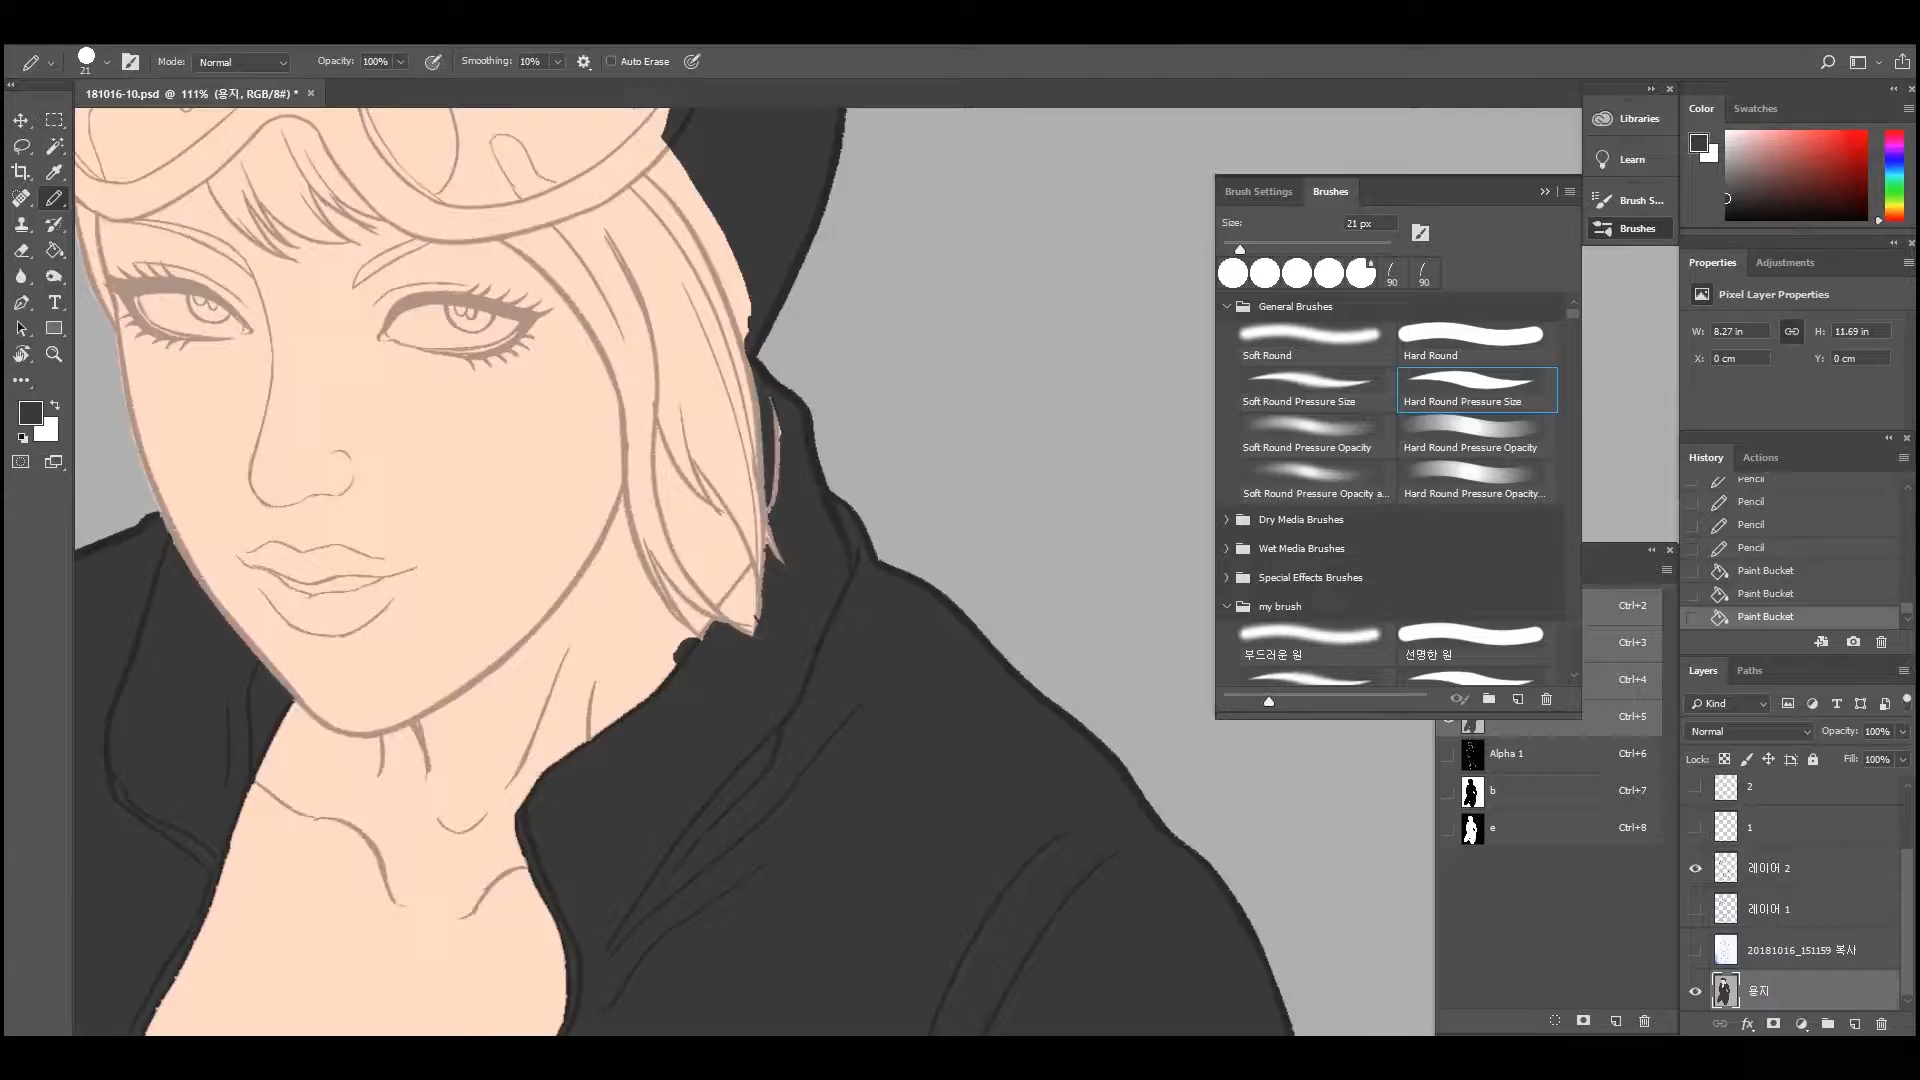 21
Mode:
Normal
Opacity: 100%
Smoothing: 10%
Auto Erase
181016-10.psd @ 111% (용지, RGB/8#) *
T
Brush Settings
Brushes
Size:
21 px
90
90
General Brushes
Soft Round
Hard Round
Soft Round Pressure Size
Hard Round Pressure Size
Soft Round Pressure Opacity
Hard Round Pressure Opacity
Soft Round Pressure Opacity a...
Hard Round Pressure Opacity...
Dry Media Brushes
Wet Media Brushes
Special Effects Brushes
my brush
부드러운 원
선명한 원
Libraries
Learn
Brush S...
Brushes
Ctrl+2
Ctrl+3
Ctrl+4
Ctrl+5
Alpha 1
Ctrl+6
b
Ctrl+7
e
Ctrl+8
Color
Swatches
Properties
Adjustments
Pixel Layer Properties
W: 8.27 in
H: 11.69 in
X: 0 cm
Y: 0 cm
History
Actions
Pencil
Pencil
Pencil
Pencil
Paint Bucket
Paint Bucket
Paint Bucket
Layers
Paths
Kind
T
Normal
Opacity: 100%
Lock:
Fill: 100%
2
1
레이어 2
레이어 1
20181016_151159 복사
용지
fx